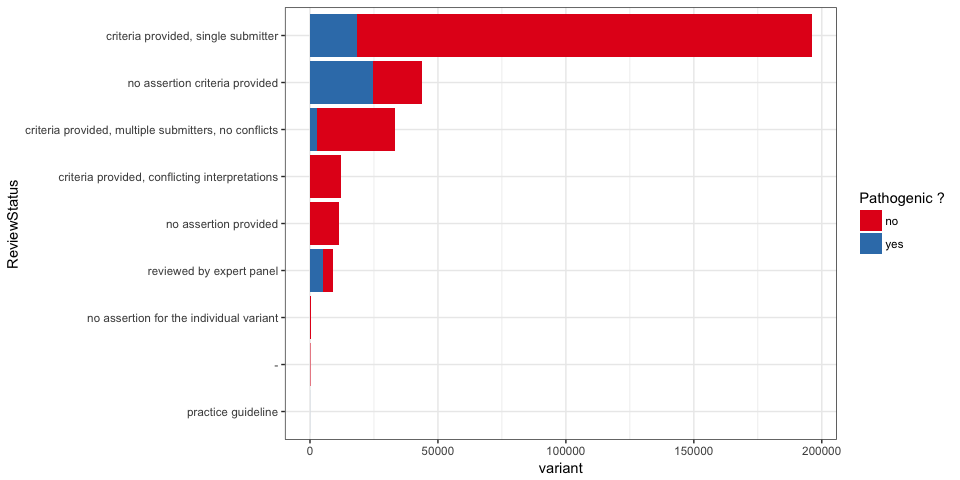 criteria provided, single submitter
no assertion criteria provided
criteria provided, multiple submitters, no conflicts
criteria provided, conflicting interpretations
no assertion provided
reviewed by expert panel
no assertion for the individual variant
-
practice guideline
ReviewStatus
0 50000 100000 150000 200000
variant
Pathogenic ?
no
yes